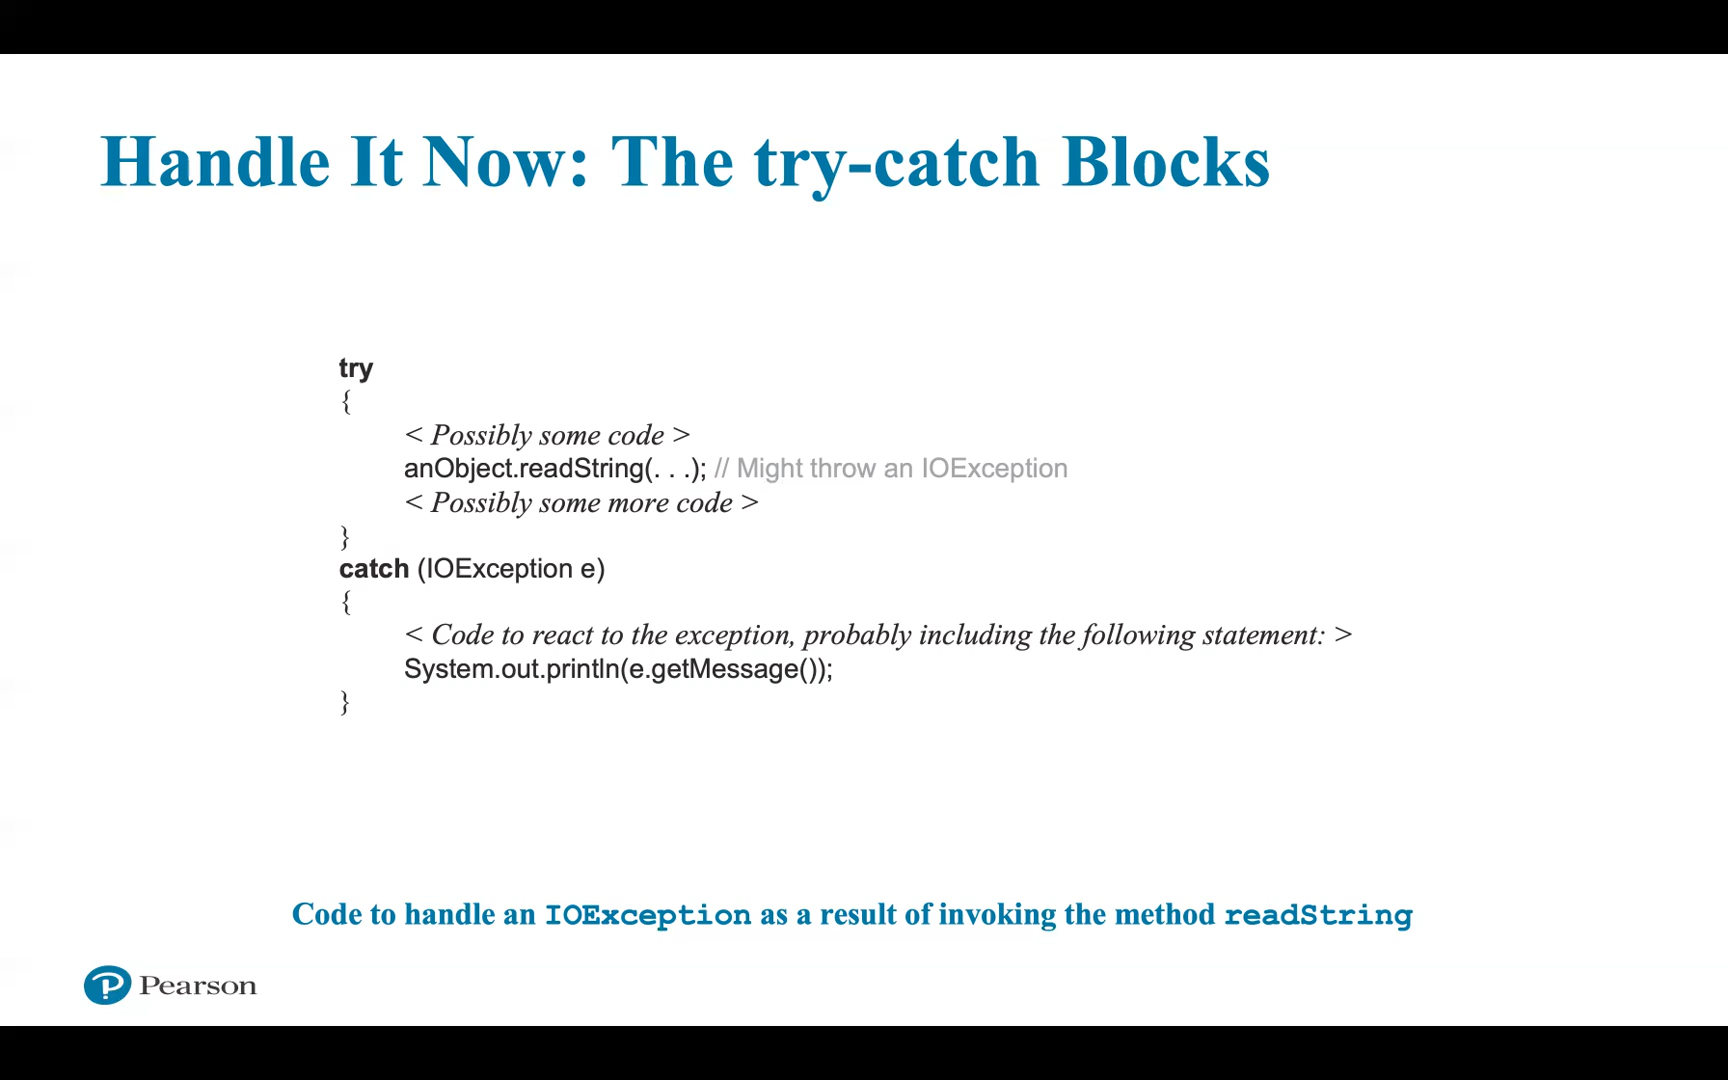 Handle It Now: The try-catch Blocks
try
{
< Possibly some code >
anObject.readString(. . .); // Might throw an IOException
< Possibly some more code >
}
catch (IOException e)
{
< Code to react to the exception, probably including the following statement: >
System.out.println(e.getMessage());
}
Code to handle an IOException as a result of invoking the method readString
Pearson